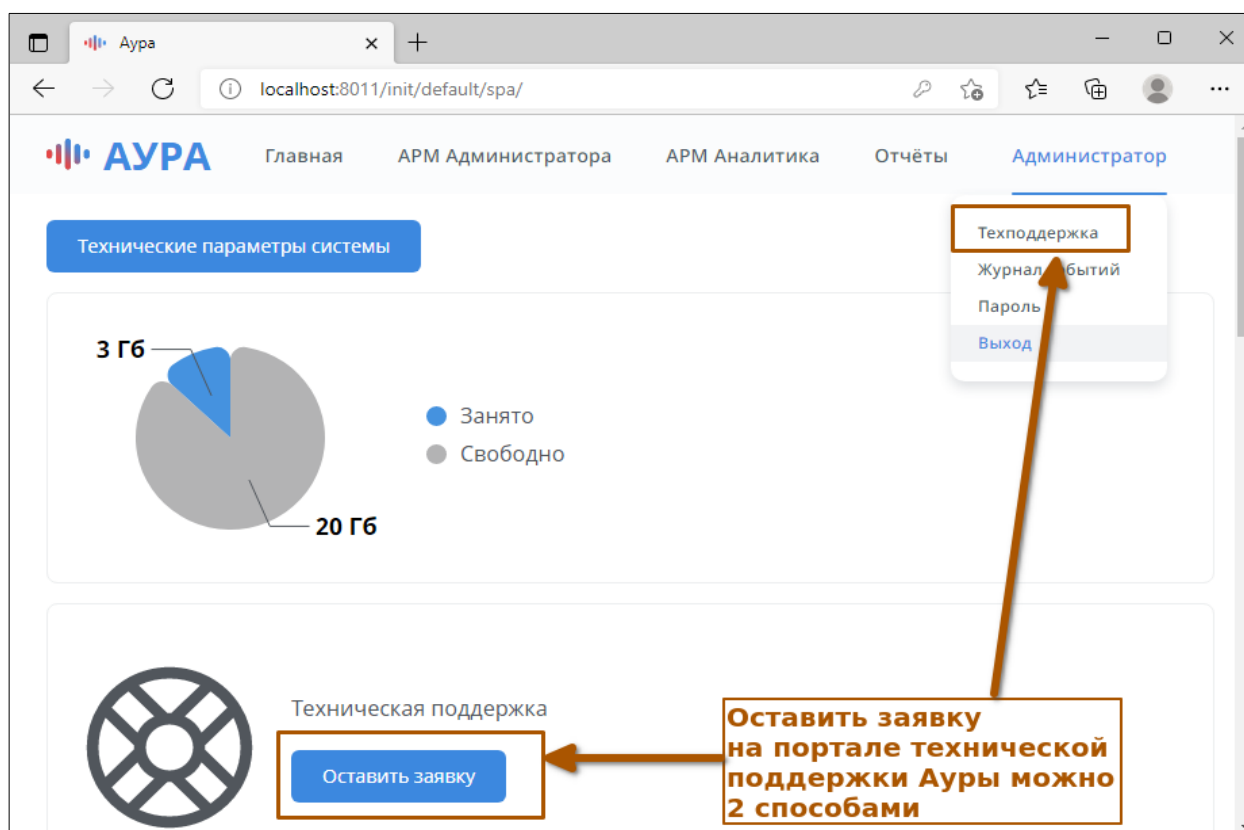 Аура
localhost:8011/init/default/spa/
АУРА Главная АРМ Администратора АРМ Аналитика Отчёты Администратор
Технические параметры системы
Техподдержка
Журнал бытий
Пароль
Выход
3 Гб
Занято
Свободно
20 Гб
Техническая поддержка
Оставить заявку
Оставить заявку
на портале технической
поддержки Ауры можно
2 способами